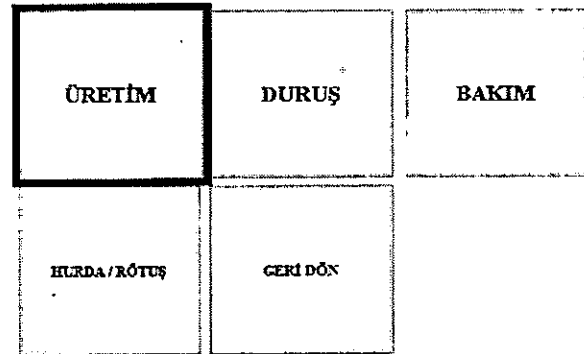 ÜRETİM
DURUŞ
BAKIM
HURDA / RÖTUŞ
GERİ DÖN